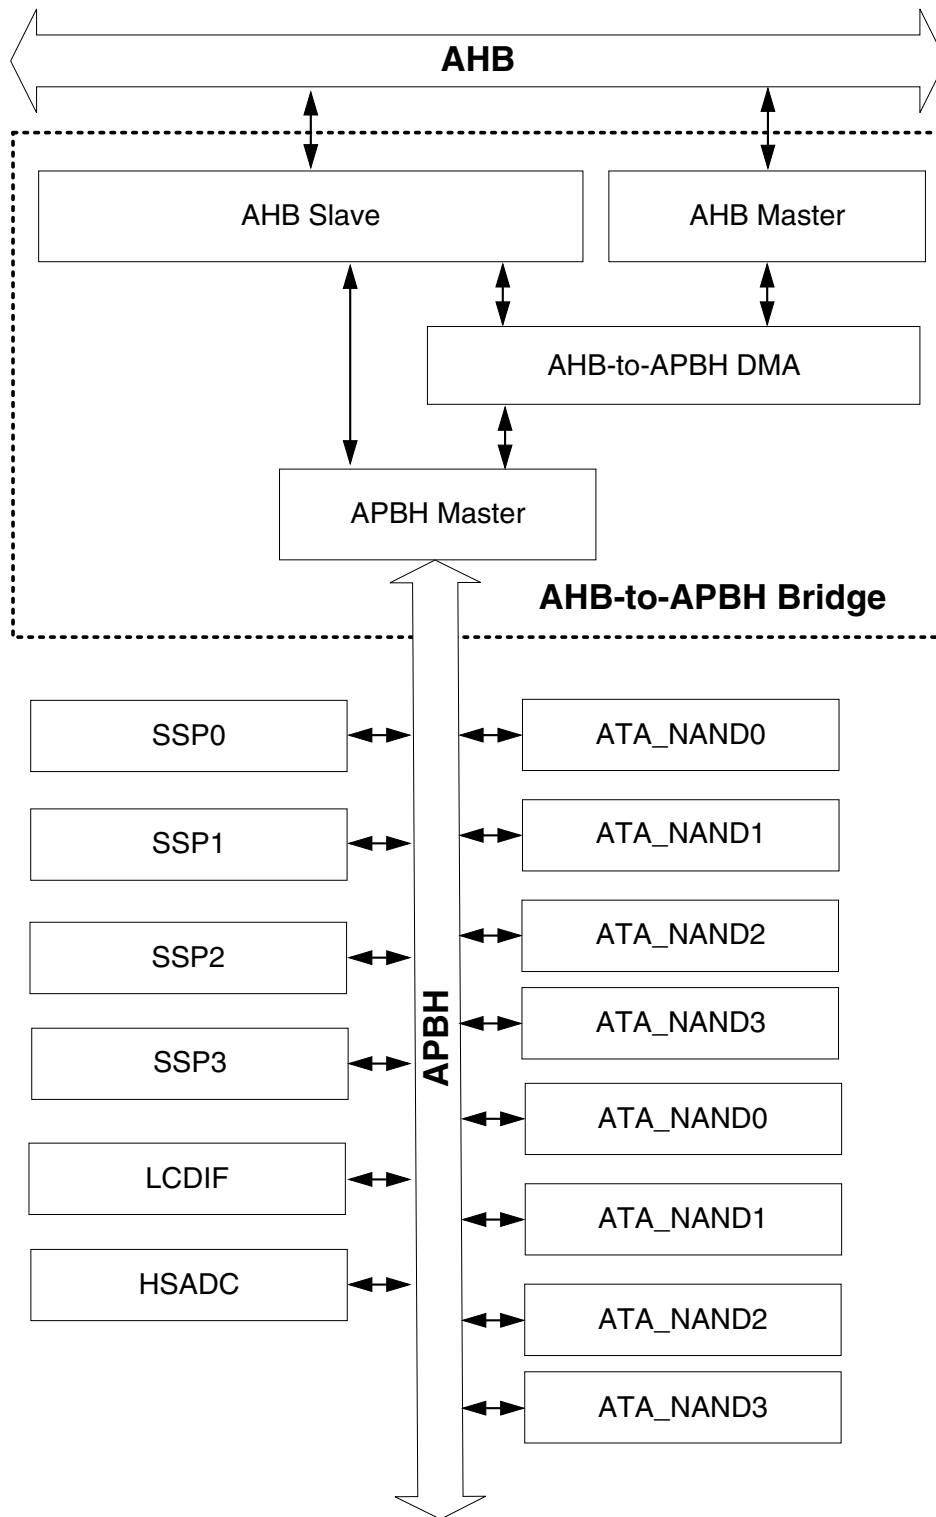 AHB
AHB Slave
AHB Master
AHB-to-APBH DMA
APBH Master
AHB-to-APBH Bridge
SSP0
ATA_NAND0
SSP1
ATA_NAND1
SSP2
ATA_NAND2
SSP3
ATA_NAND3
APBH
ATA_NAND0
LCDIF
ATA_NAND1
HSADC
ATA_NAND2
ATA_NAND3